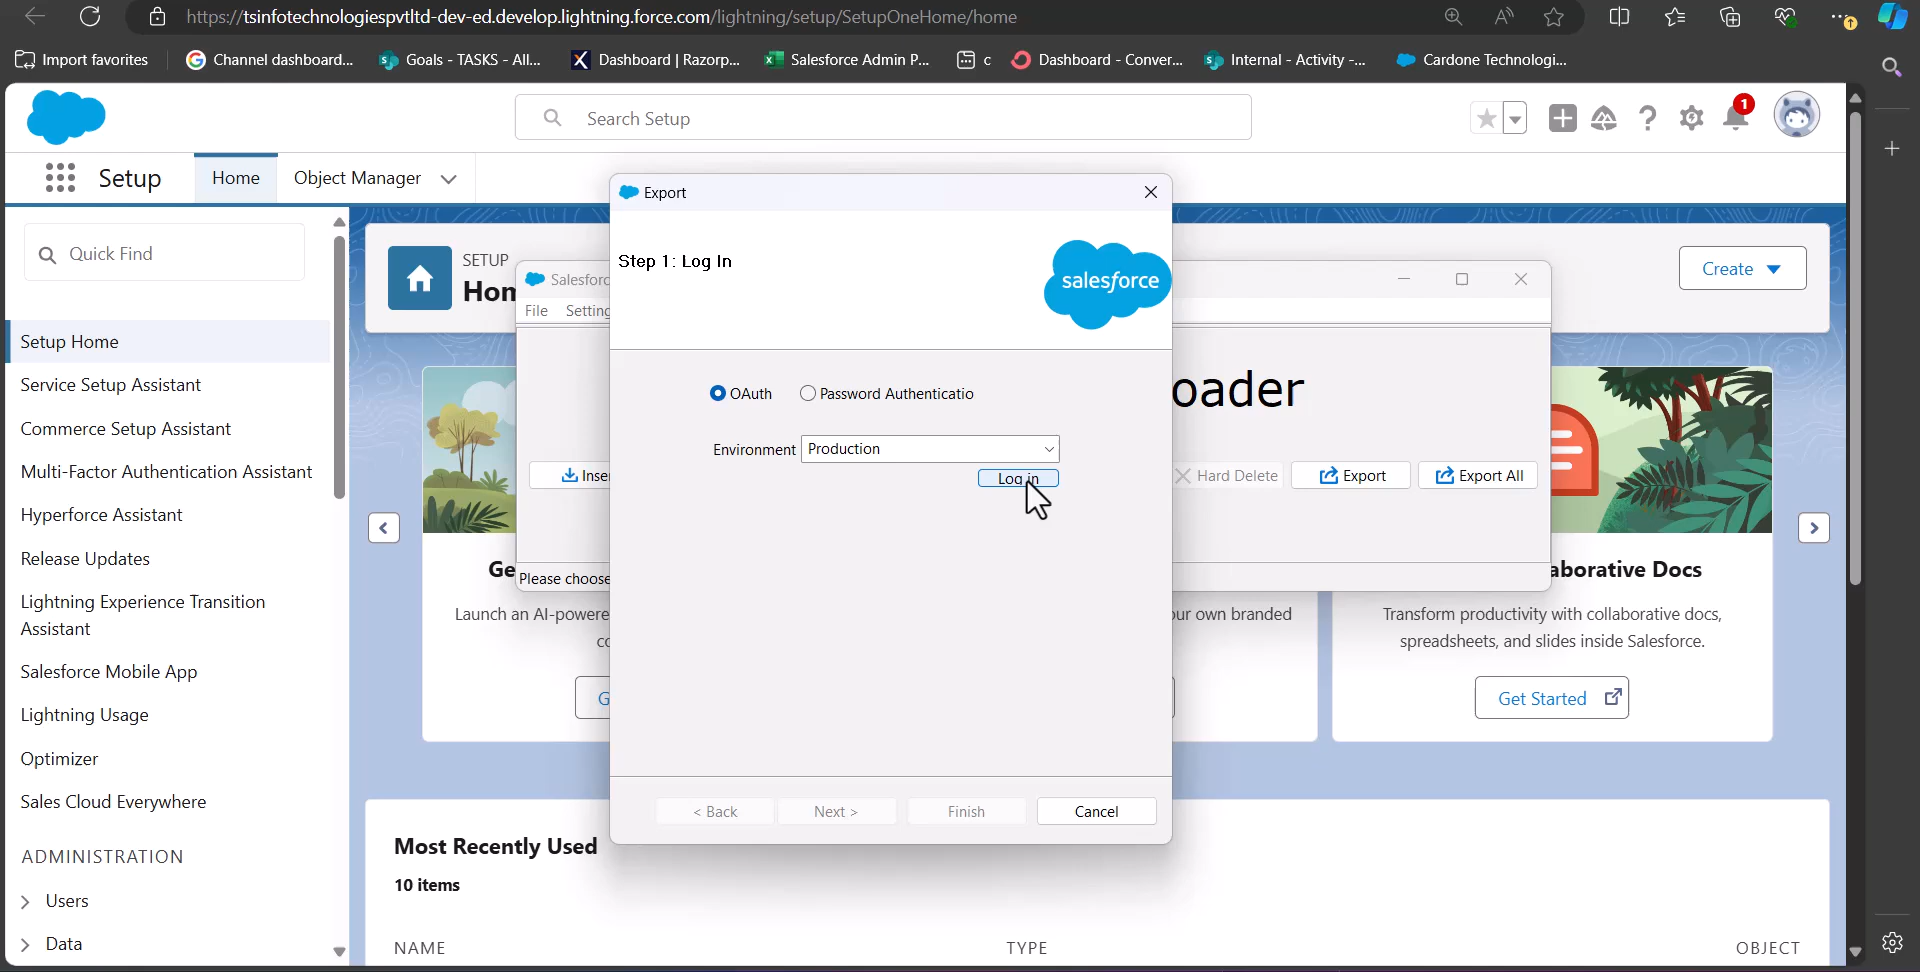 https://tsinfotechnologiespvtltd-dev-ed.develop.lightning.force.com/lightning/setup/SetupOneHome/home
Import favorites
Channel dashboard...
Goals - TASKS - All...
Dashboard | Razorp...
Salesforce Admin P...
c
Dashboard - Conver...
Internal - Activity -...
Cardone Technologi...
Search Setup
1
Setup
Home
Object Manager
Quick Find
Setup Home
Service Setup Assistant
Commerce Setup Assistant
Multi-Factor Authentication Assistant
Hyperforce Assistant
Release Updates
Lightning Experience Transition
Assistant
Salesforce Mobile App
Lightning Usage
Optimizer
Sales Cloud Everywhere
ADMINISTRATION
Users
Data
SETUP
Hom
Create
Salesforc
File Setting
oader
Inser
Hard Delete
Export
Export All
Please choose
Export
Step 1: Log In
salesforce
OAuth
Password Authenticatio
Environment
Production
Log in
< Back
Next >
Finish
Cancel
Ge
Launch an AI-powere
co
G
our own branded
aborative Docs
Transform productivity with collaborative docs,
spreadsheets, and slides inside Salesforce.
Get Started
Most Recently Used
10 items
NAME
TYPE
OBJECT